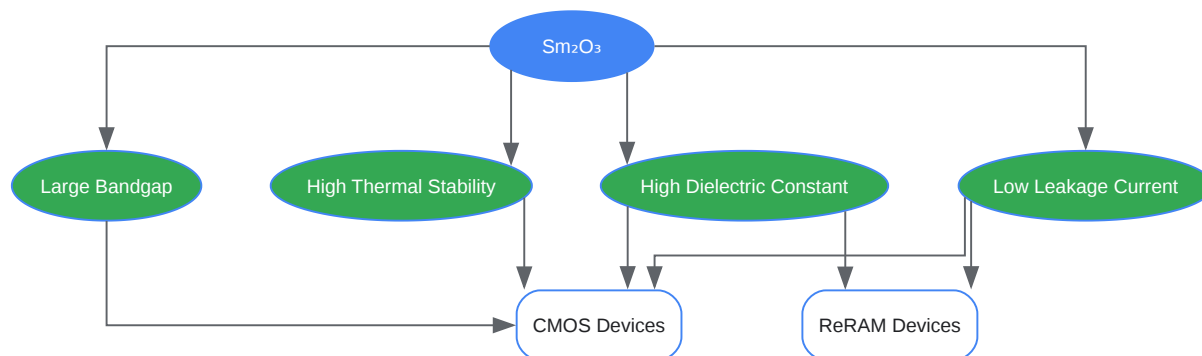 Sm₂O₃
Large Bandgap
High Thermal Stability
High Dielectric Constant
Low Leakage Current
CMOS Devices
ReRAM Devices